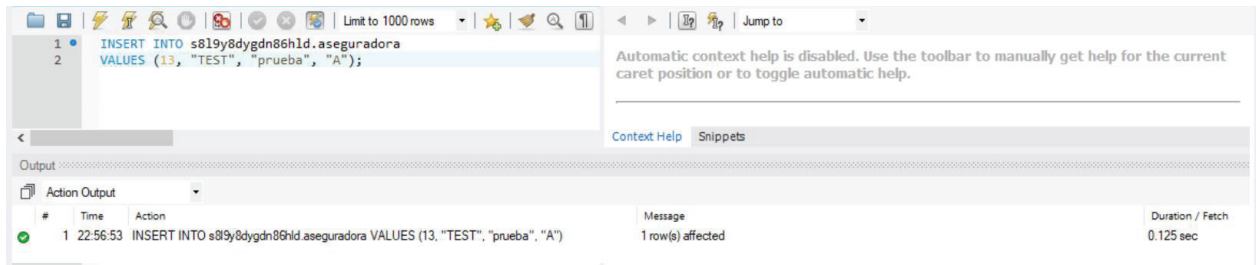 Limit to 1000 rows
Jump to
1 INSERT INTO s8l9y8dygdn86hld.aseguradora
2 VALUES (13, "TEST", "prueba", "A");
Automatic context help is disabled. Use the toolbar to manually get help for the current
caret position or to toggle automatic help.
Context Help Snippets
Output
Action Output
# Time Action Message Duration / Fetch
1 22:56:53 INSERT INTO s8l9y8dygdn86hld.aseguradora VALUES (13, "TEST", "prueba", "A") 1 row(s) affected 0.125 sec